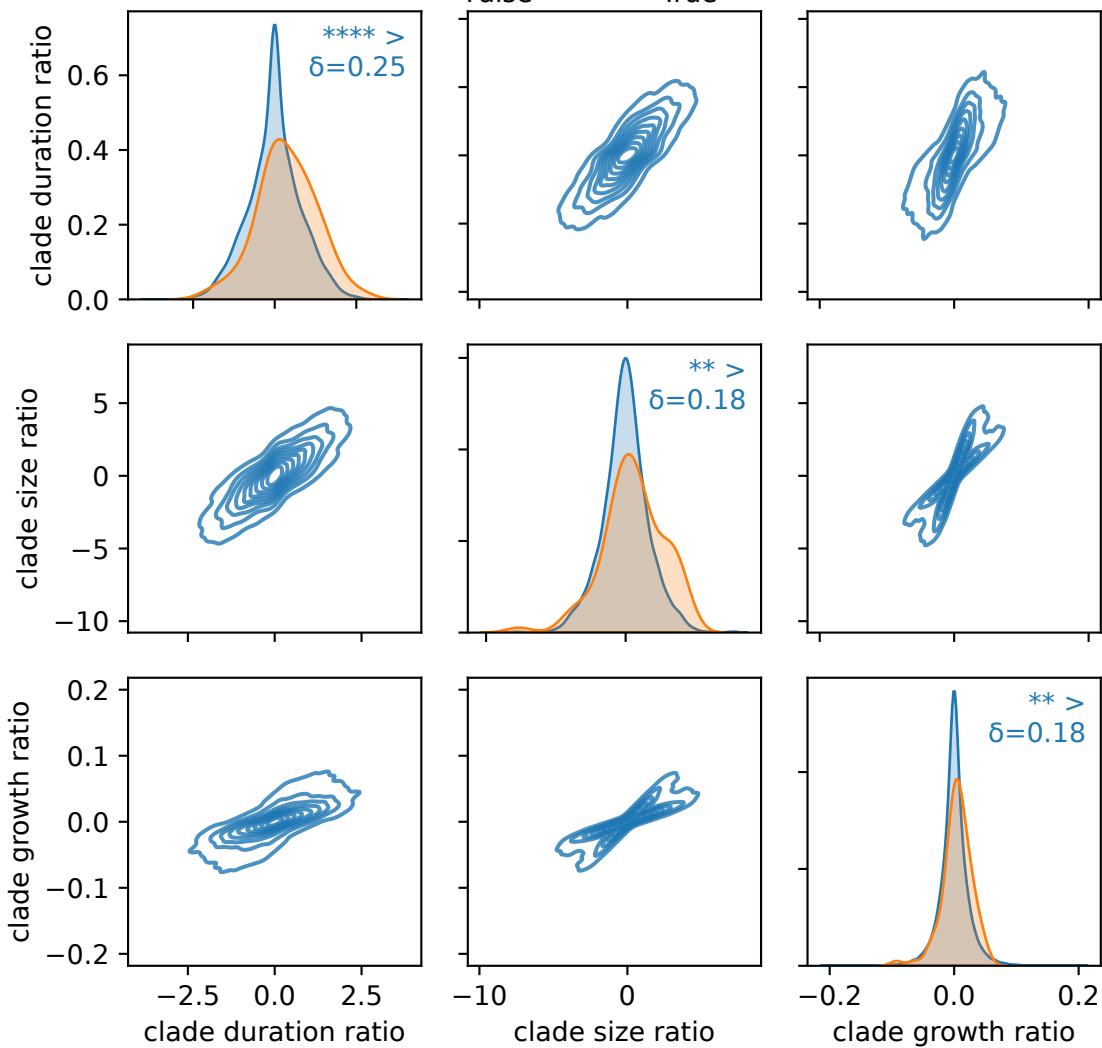 False True
clade duration ratio
0.6
0.4
0.2
0.0
**** >
δ=0.25
clade size ratio
5
0
−5
−10
** >
δ=0.18
clade growth ratio
0.2
0.1
0.0
−0.1
−0.2
** >
δ=0.18
−2.5 0.0 2.5
−10 0
−0.2 0.0 0.2
clade duration ratio
clade size ratio
clade growth ratio